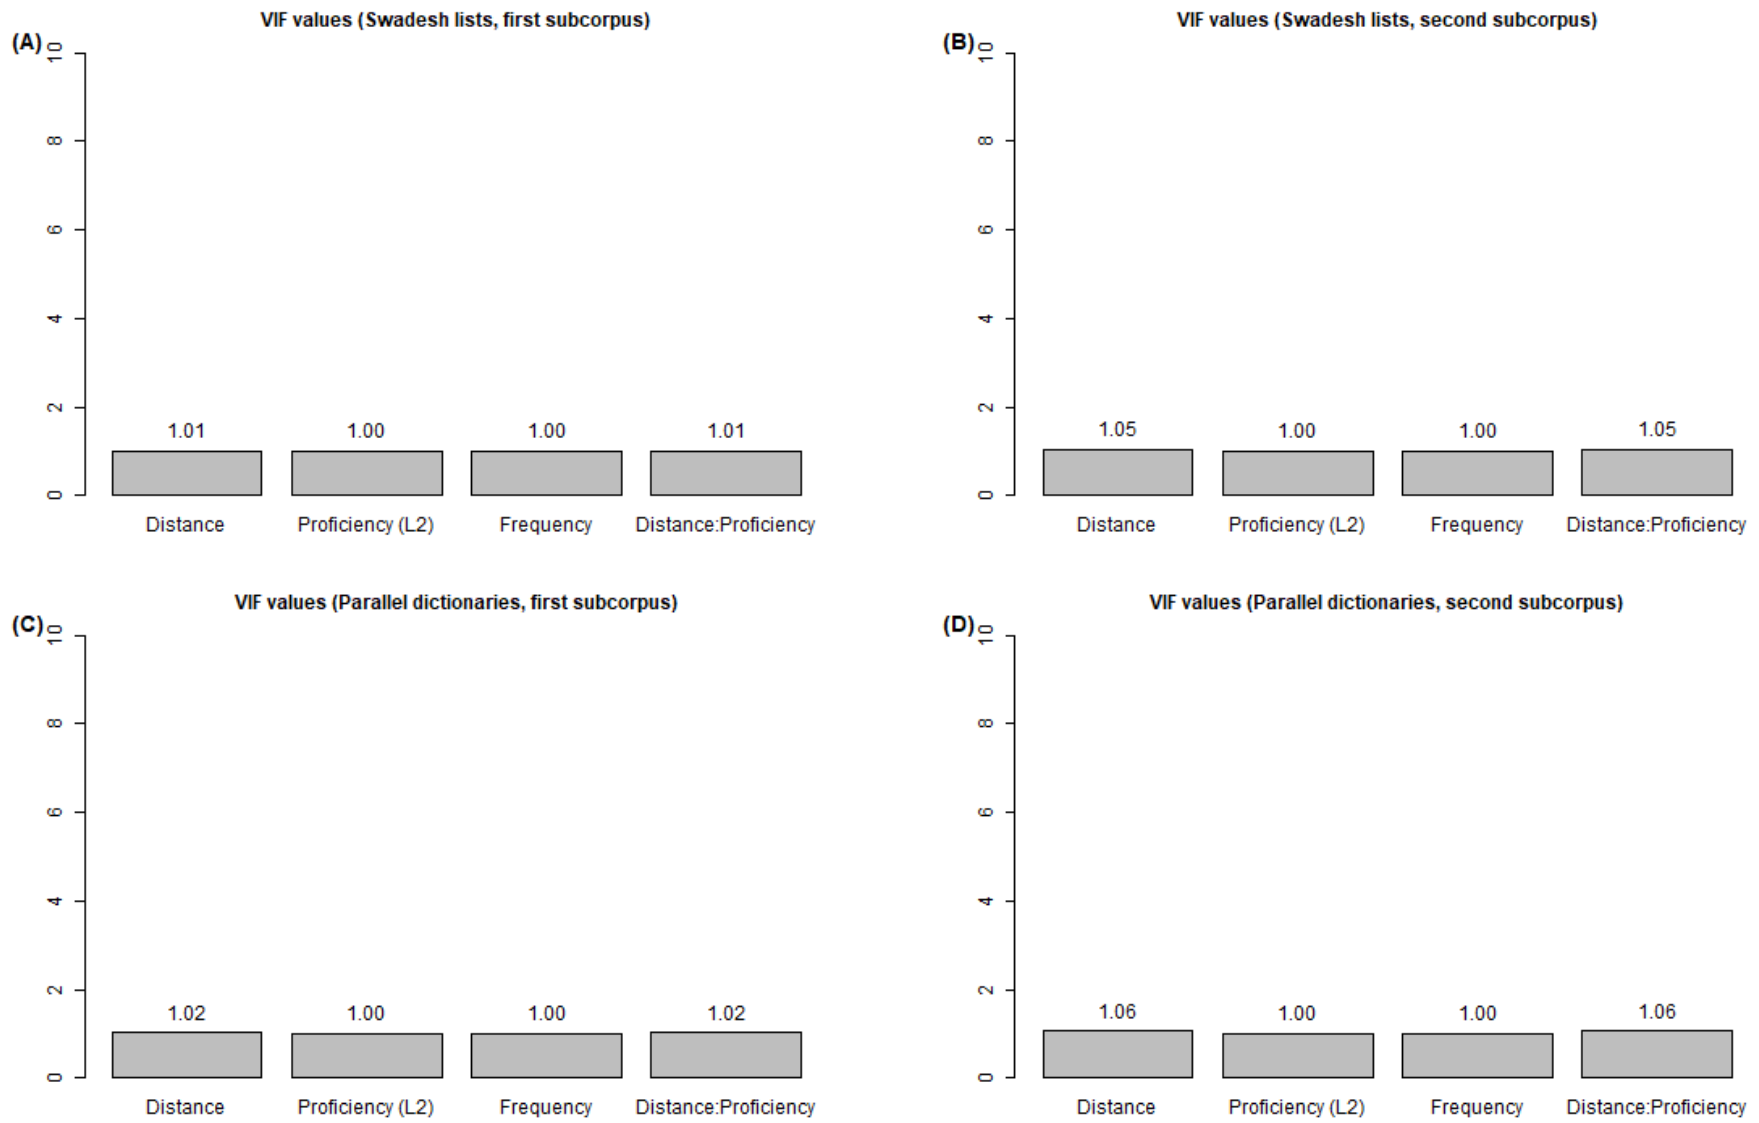 VIF values (Swadesh lists, first subcorpus)
(A)
10
8
6
4
2
0
1.01 1.00 1.00 1.01
Distance Proficiency (L2) Frequency Distance:Proficiency
VIF values (Swadesh lists, second subcorpus)
(B)
10
8
6
4
2
0
1.05 1.00 1.00 1.05
Distance Proficiency (L2) Frequency Distance:Proficiency
VIF values (Parallel dictionaries, first subcorpus)
(C)
10
8
6
4
2
0
1.02 1.00 1.00 1.02
Distance Proficiency (L2) Frequency Distance:Proficiency
VIF values (Parallel dictionaries, second subcorpus)
(D)
10
8
6
4
2
0
1.06 1.00 1.00 1.06
Distance Proficiency (L2) Frequency Distance:Proficiency